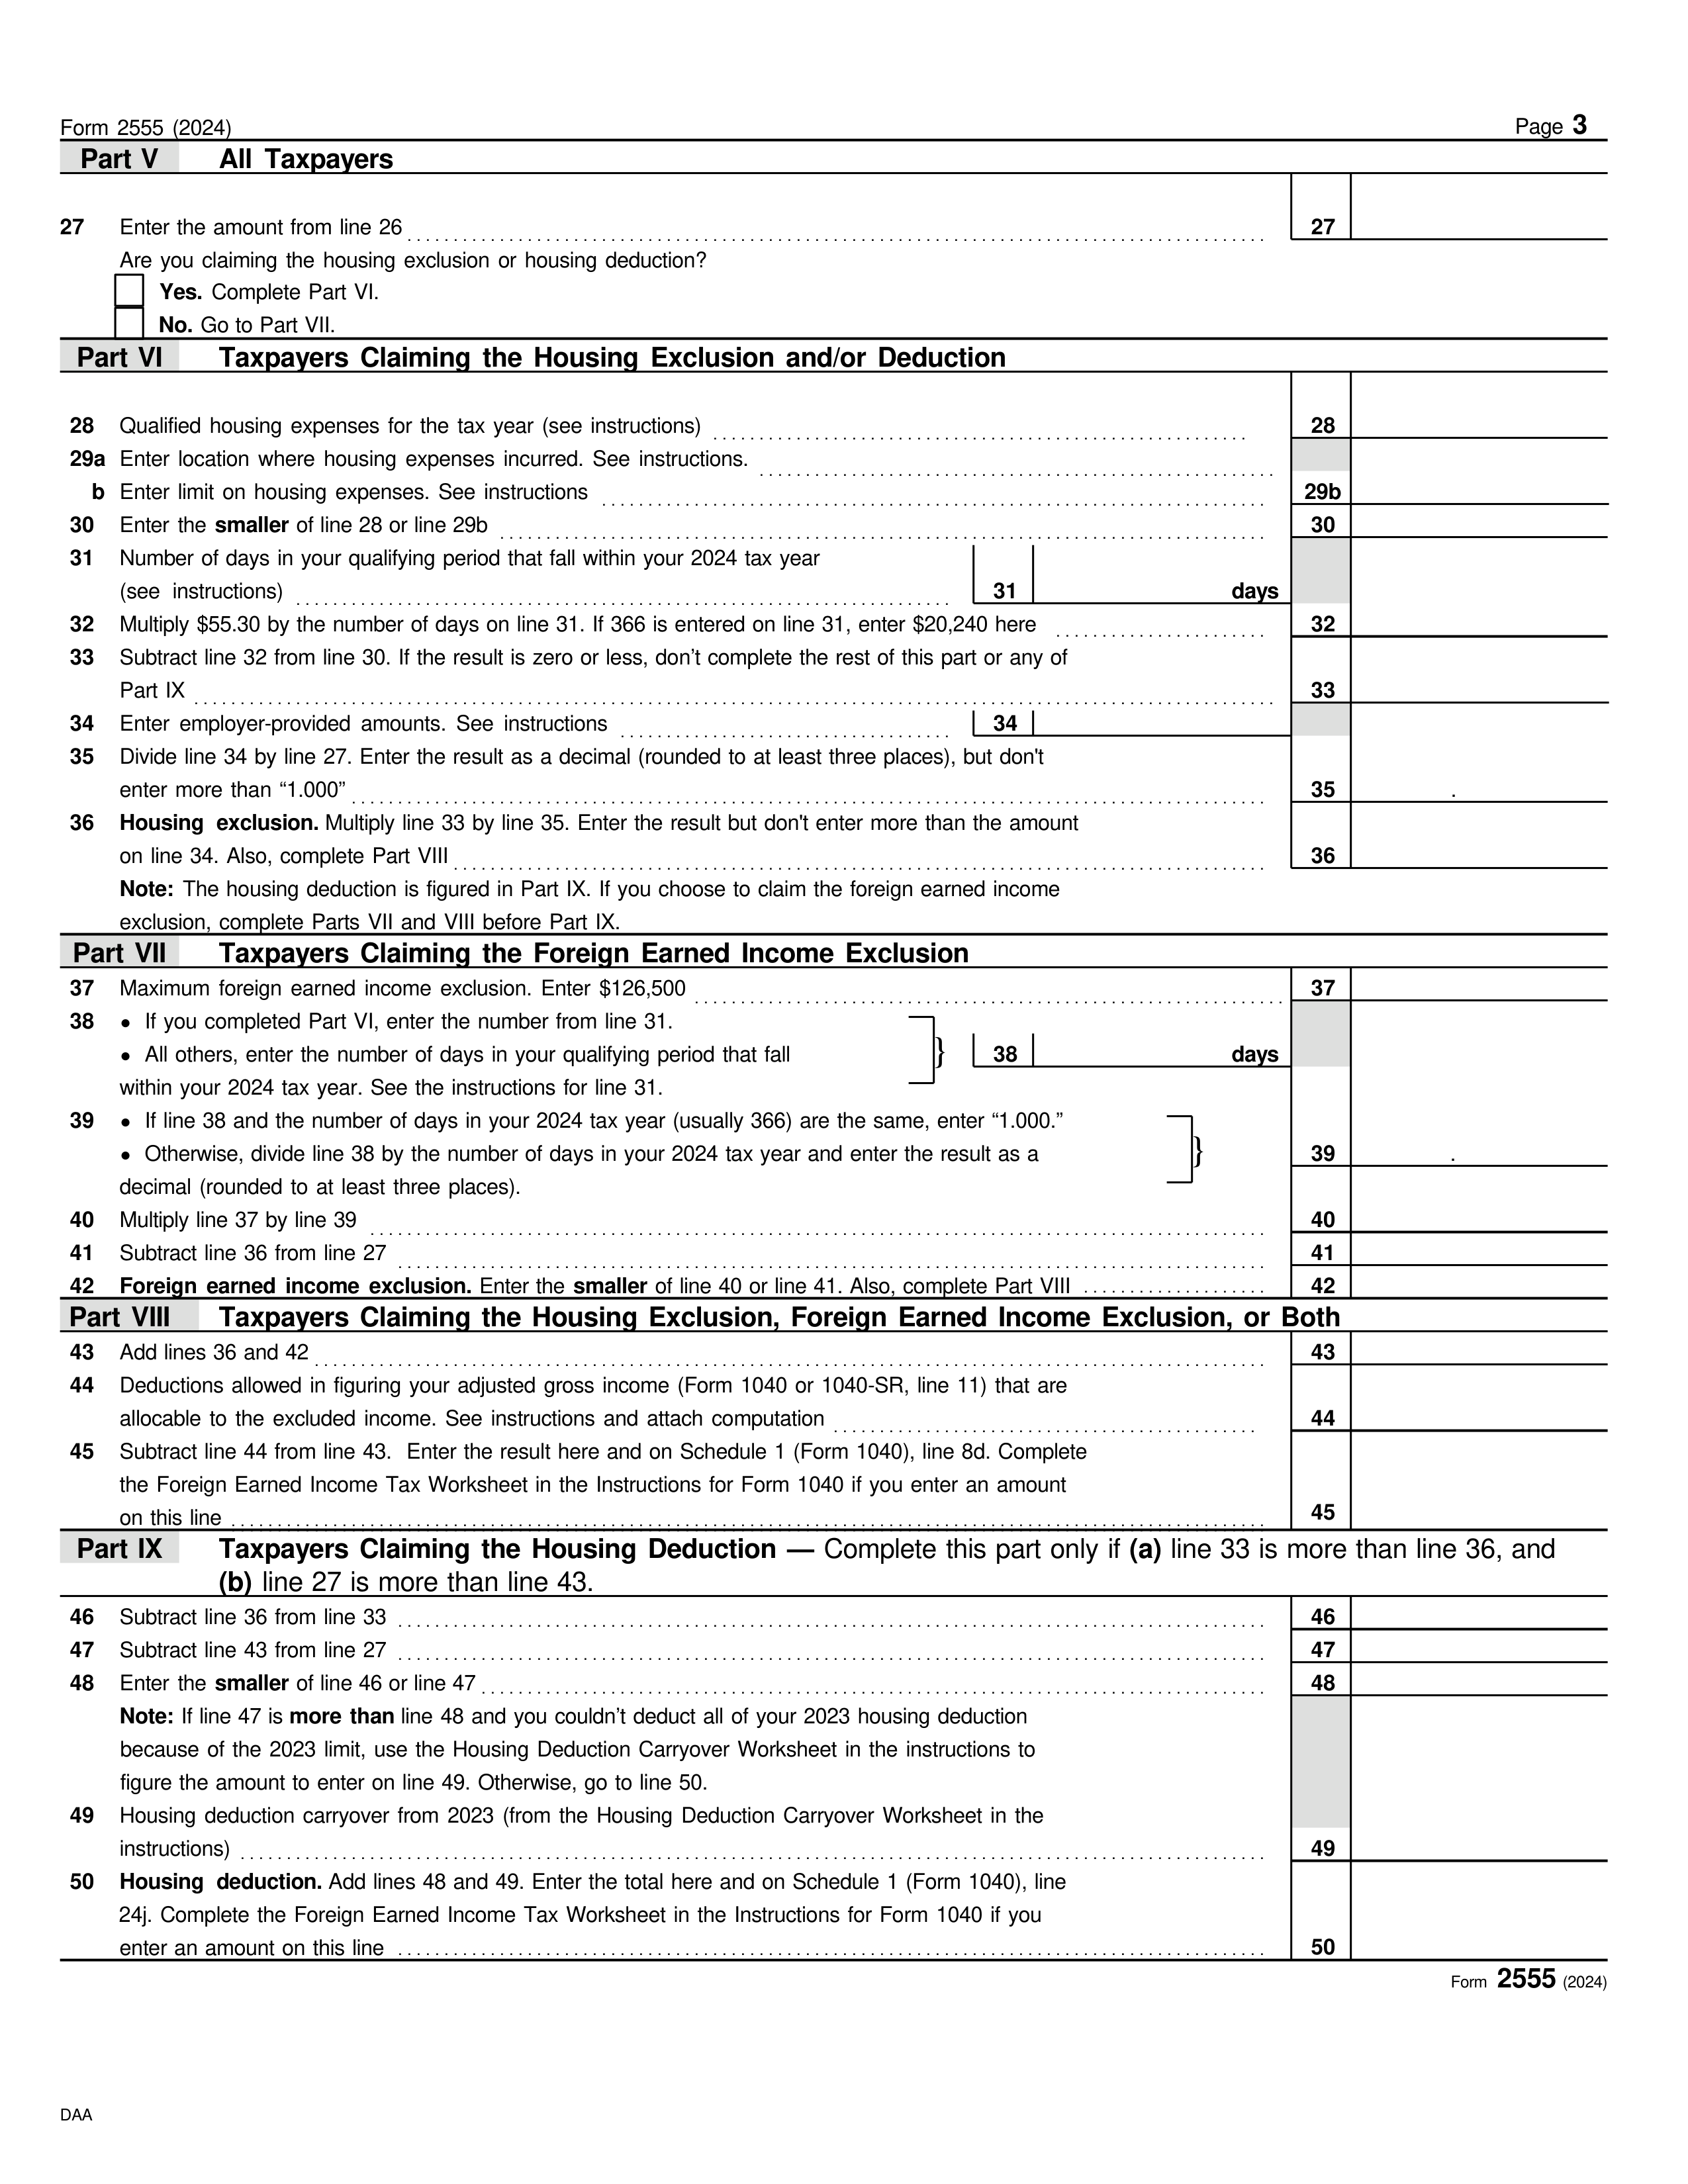 Form 2555 (2024) Page 3
Part V All Taxpayers
27 Enter the amount from line 26 27
Are you claiming the housing exclusion or housing deduction?
Yes. Complete Part VI.
No. Go to Part VII.
Part VI Taxpayers Claiming the Housing Exclusion and/or Deduction
28 Qualified housing expenses for the tax year (see instructions) 28
29a Enter location where housing expenses incurred. See instructions.
b Enter limit on housing expenses. See instructions 29b
30 Enter the smaller of line 28 or line 29b 30
31 Number of days in your qualifying period that fall within your 2024 tax year
(see instructions) 31 days
32 Multiply $55.30 by the number of days on line 31. If 366 is entered on line 31, enter $20,240 here 32
33 Subtract line 32 from line 30. If the result is zero or less, don’t complete the rest of this part or any of
Part IX 33
34 Enter employer-provided amounts. See instructions 34
35 Divide line 34 by line 27. Enter the result as a decimal (rounded to at least three places), but don't
enter more than “1.000” 35 .
36 Housing exclusion. Multiply line 33 by line 35. Enter the result but don't enter more than the amount
on line 34. Also, complete Part VIII 36
Note: The housing deduction is figured in Part IX. If you choose to claim the foreign earned income
exclusion, complete Parts VII and VIII before Part IX.
Part VII Taxpayers Claiming the Foreign Earned Income Exclusion
37 Maximum foreign earned income exclusion. Enter $126,500 37
38 • If you completed Part VI, enter the number from line 31.
• All others, enter the number of days in your qualifying period that fall } 38 days
within your 2024 tax year. See the instructions for line 31.
39 • If line 38 and the number of days in your 2024 tax year (usually 366) are the same, enter “1.000.”
• Otherwise, divide line 38 by the number of days in your 2024 tax year and enter the result as a } 39 .
decimal (rounded to at least three places).
40 Multiply line 37 by line 39 40
41 Subtract line 36 from line 27 41
42 Foreign earned income exclusion. Enter the smaller of line 40 or line 41. Also, complete Part VIII 42
Part VIII Taxpayers Claiming the Housing Exclusion, Foreign Earned Income Exclusion, or Both
43 Add lines 36 and 42 43
44 Deductions allowed in figuring your adjusted gross income (Form 1040 or 1040-SR, line 11) that are
allocable to the excluded income. See instructions and attach computation 44
45 Subtract line 44 from line 43. Enter the result here and on Schedule 1 (Form 1040), line 8d. Complete
the Foreign Earned Income Tax Worksheet in the Instructions for Form 1040 if you enter an amount
on this line 45
Part IX Taxpayers Claiming the Housing Deduction — Complete this part only if (a) line 33 is more than line 36, and
(b) line 27 is more than line 43.
46 Subtract line 36 from line 33 46
47 Subtract line 43 from line 27 47
48 Enter the smaller of line 46 or line 47 48
Note: If line 47 is more than line 48 and you couldn’t deduct all of your 2023 housing deduction
because of the 2023 limit, use the Housing Deduction Carryover Worksheet in the instructions to
figure the amount to enter on line 49. Otherwise, go to line 50.
49 Housing deduction carryover from 2023 (from the Housing Deduction Carryover Worksheet in the
instructions) 49
50 Housing deduction. Add lines 48 and 49. Enter the total here and on Schedule 1 (Form 1040), line
24j. Complete the Foreign Earned Income Tax Worksheet in the Instructions for Form 1040 if you
enter an amount on this line 50
Form 2555 (2024)
DAA